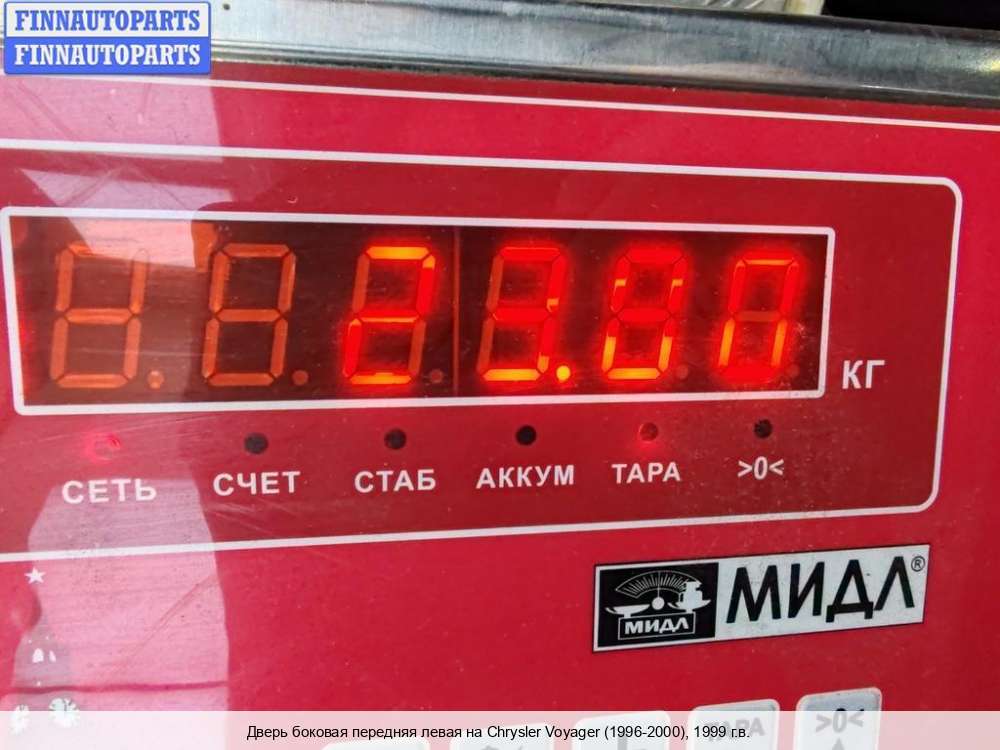 FINNAUTOPARTS
FINNAUTOPARTS
КГ
СЕТЬ СЧЕТ СТАБ АККУМ ТАРА >0<
МИДЛ МИДЛ®
ТАРА >0<
Дверь боковая передняя левая на Chrysler Voyager (1996-2000), 1999 г.в.